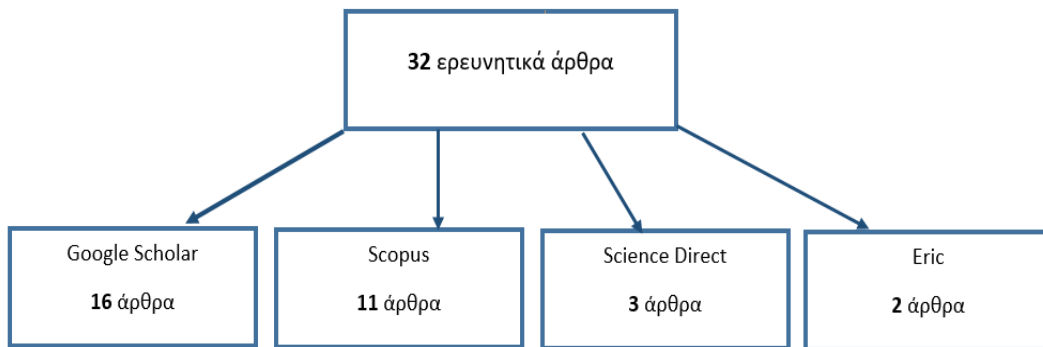 32 ερευνητικά άρθρα
Google Scholar
16 άρθρα
Scopus
11 άρθρα
Science Direct
3 άρθρα
Eric
2 άρθρα